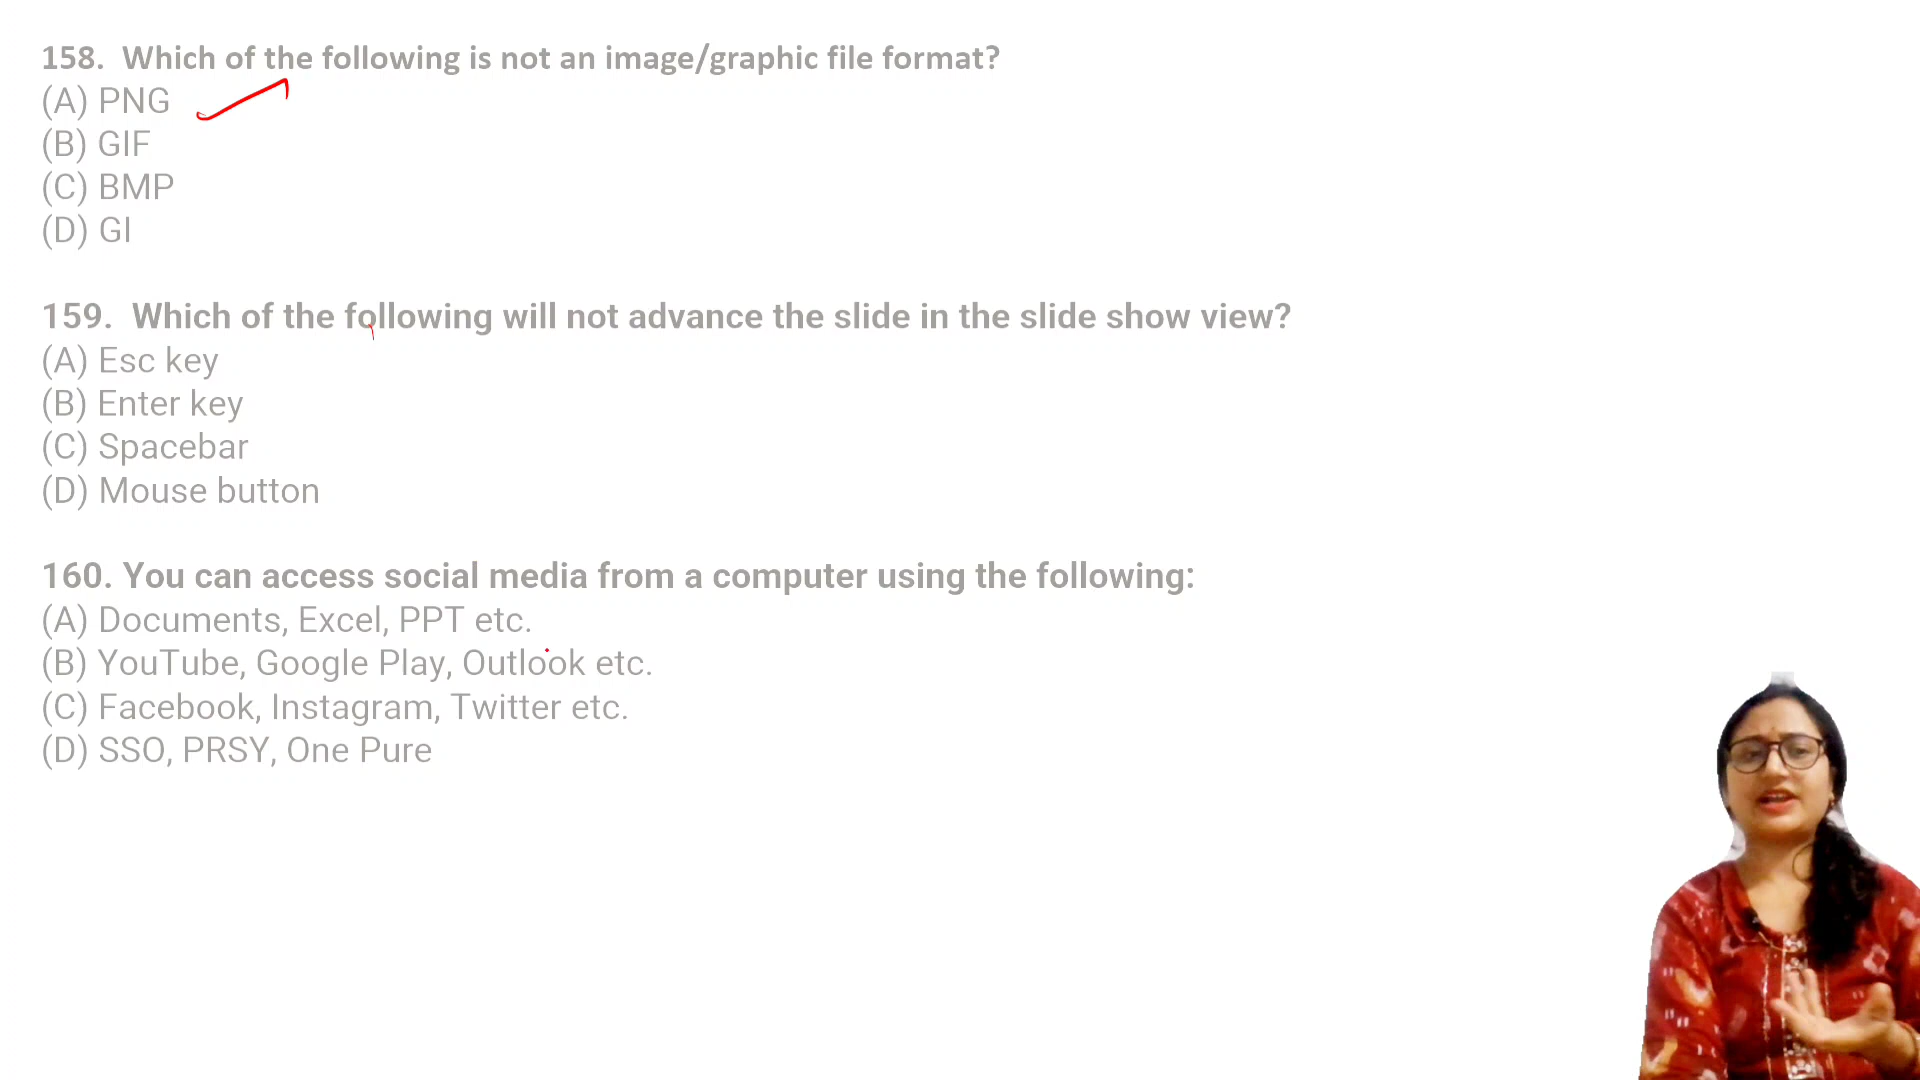 158. Which of the following is not an image/graphic file format?
(A) PNG
(B) GIF
(C) BMP
(D) GI
159. Which of the following will not advance the slide in the slide show view?
(A) Esc key
(B) Enter key
(C) Spacebar
(D) Mouse button
160. You can access social media from a computer using the following:
(A) Documents, Excel, PPT etc.
(B) YouTube, Google Play, Outlook etc.
(C) Facebook, Instagram, Twitter etc.
(D) SSO, PRSY, One Pure